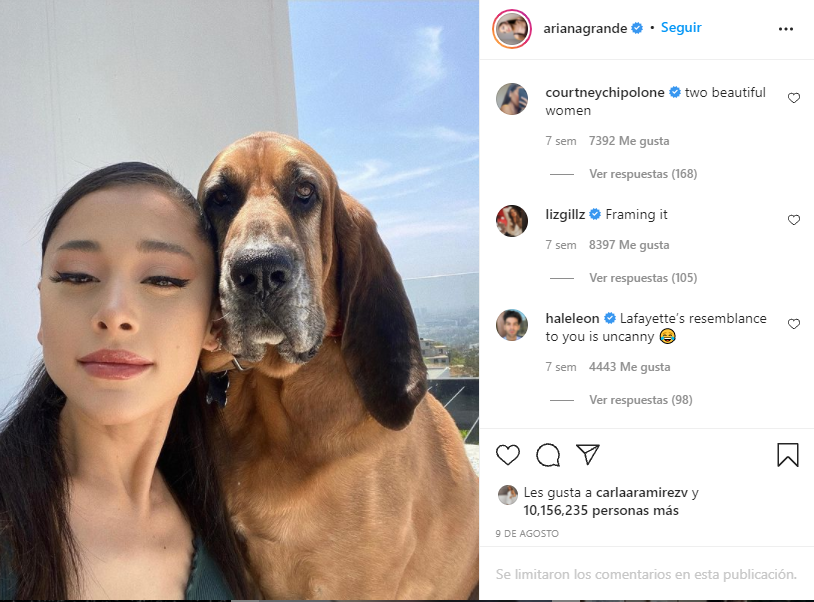 arianagrande • Seguir
courtneychipolone two beautiful
women
7 sem 7392 Me gusta
Ver respuestas (168)
lizgillz Framing it
7 sem 8397 Me gusta
Ver respuestas (105)
haleleon Lafayette's resemblance
to you is uncanny 😂
7 sem 4443 Me gusta
Ver respuestas (98)
Les gusta a carlaaramirezv y
10,156,235 personas más
9 DE AGOSTO
Se limitaron los comentarios en esta publicación.